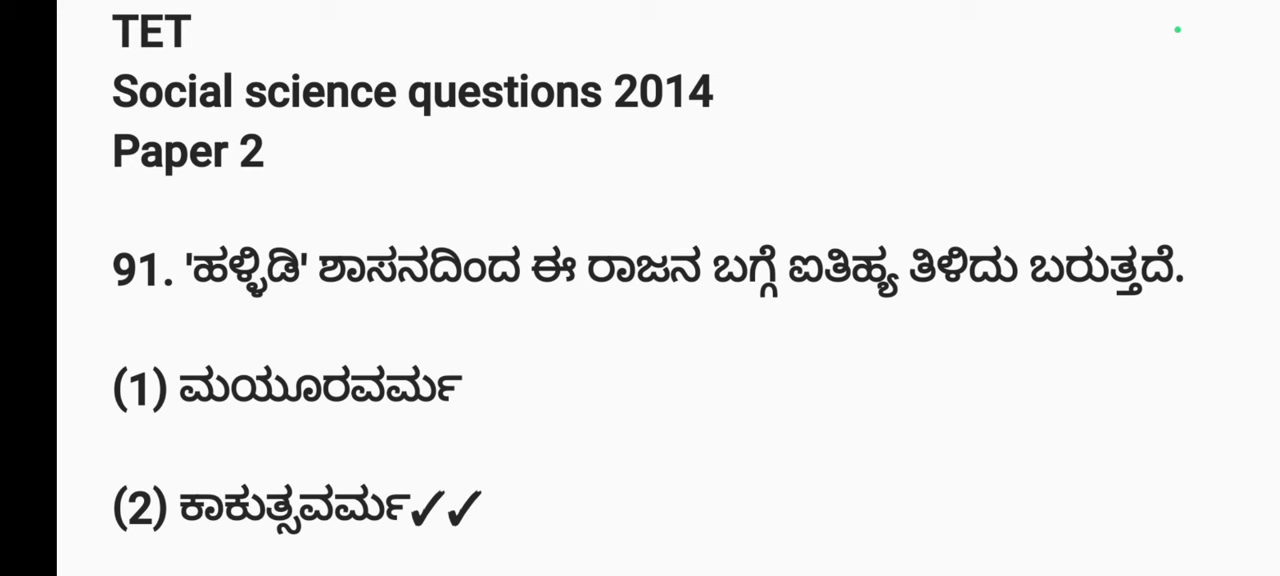 TET
Social science questions 2014
Paper 2
91. 'ಹಳ್ಳಿಡಿ' ಶಾಸನದಿಂದ ಈ ರಾಜನ ಬಗ್ಗೆ ಐತಿಹ್ಯ ತಿಳಿದು ಬರುತ್ತದೆ.
(1) ಮಯೂರವರ್ಮ
(2) ಕಾಕುತ್ಸವರ್ಮ✓✓